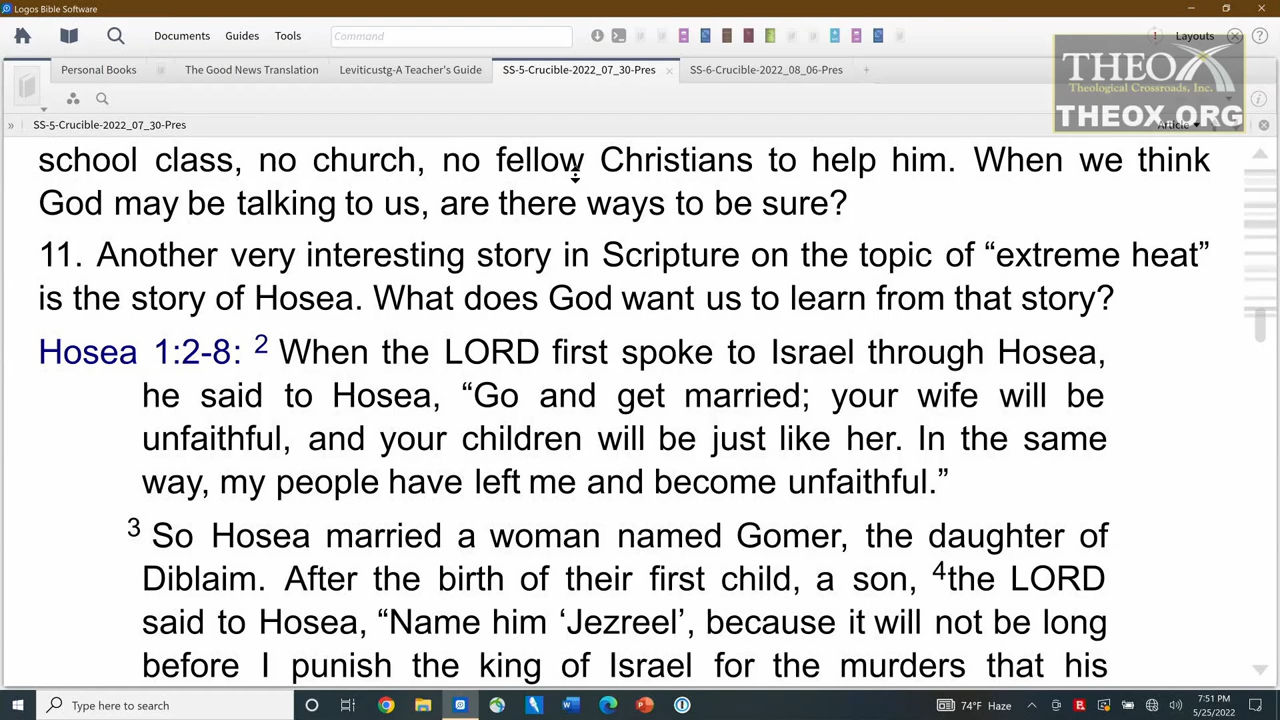 Logos Bible Software
Documents Guides Tools Command Layouts
Personal Books The Good News Translation Leviticustg Teacher's Guide SS-5-Crucible-2022_07_30-Pres SS-6-Crucible-2022_08_06-Pres
THEOX
Theological Crossroads, Inc.
THEOX.ORG
SS-5-Crucible-2022_07_30-Pres Article
school class, no church, no fellow Christians to help him. When we think
God may be talking to us, are there ways to be sure?
11. Another very interesting story in Scripture on the topic of “extreme heat”
is the story of Hosea. What does God want us to learn from that story?
Hosea 1:2-8: 2 When the LORD first spoke to Israel through Hosea,
he said to Hosea, “Go and get married; your wife will be
unfaithful, and your children will be just like her. In the same
way, my people have left me and become unfaithful.”
3 So Hosea married a woman named Gomer, the daughter of
Diblaim. After the birth of their first child, a son, 4the LORD
said to Hosea, “Name him ‘Jezreel’, because it will not be long
before I punish the king of Israel for the murders that his
Type here to search
74°F Haze
7:51 PM
5/25/2022